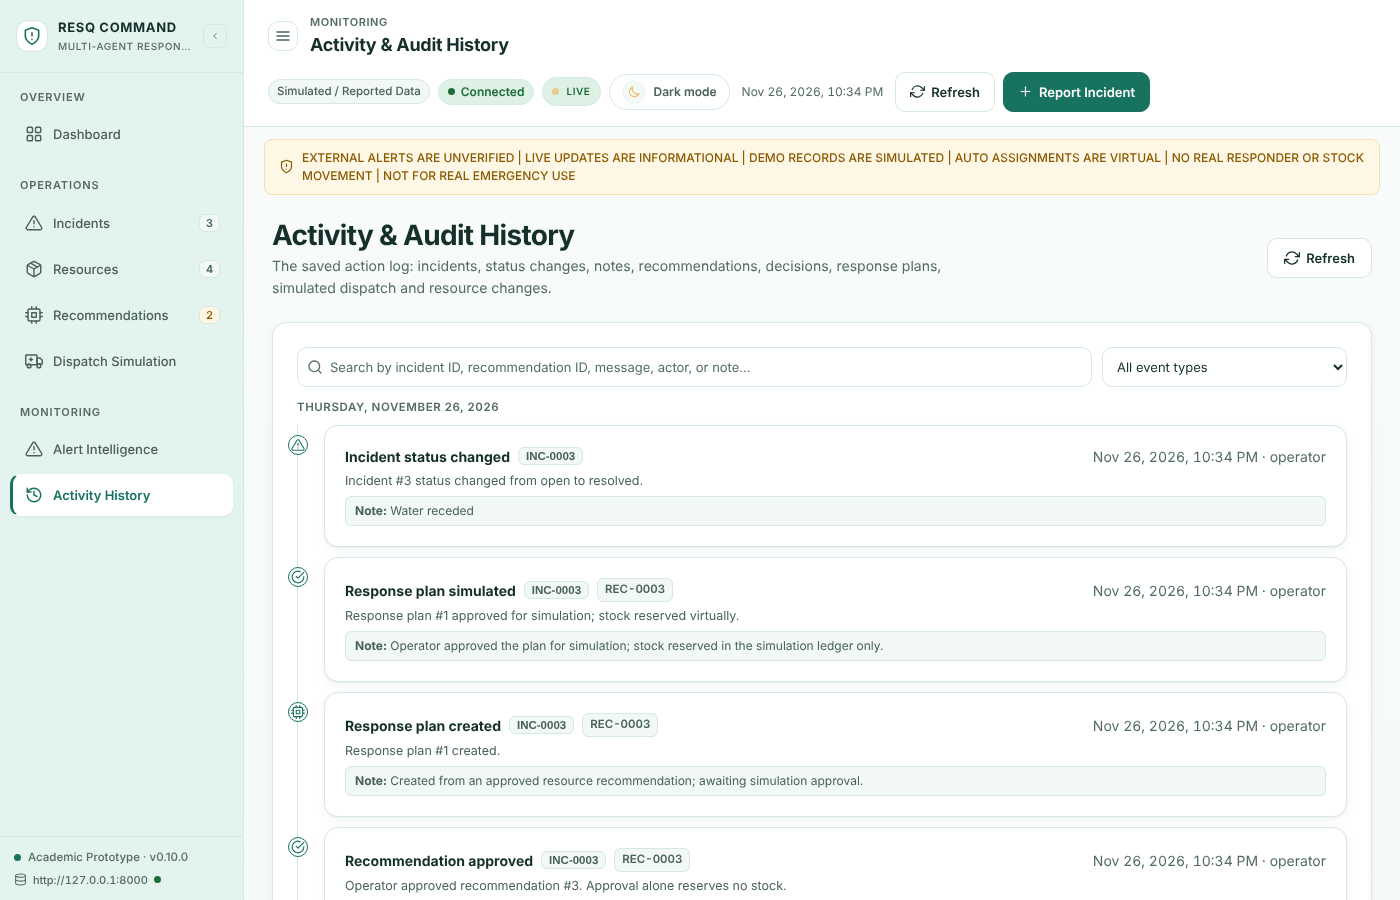 RESQ COMMAND
MULTI-AGENT RESPON...
OVERVIEW
Dashboard
OPERATIONS
Incidents 3
Resources 4
Recommendations 2
Dispatch Simulation
MONITORING
Alert Intelligence
Activity History
Academic Prototype · v0.10.0
http://127.0.0.1:8000
MONITORING
Activity & Audit History
Simulated / Reported Data Connected LIVE Dark mode Nov 26, 2026, 10:34 PM Refresh + Report Incident
EXTERNAL ALERTS ARE UNVERIFIED | LIVE UPDATES ARE INFORMATIONAL | DEMO RECORDS ARE SIMULATED | AUTO ASSIGNMENTS ARE VIRTUAL | NO REAL RESPONDER OR STOCK
MOVEMENT | NOT FOR REAL EMERGENCY USE
Activity & Audit History
The saved action log: incidents, status changes, notes, recommendations, decisions, response plans,
simulated dispatch and resource changes.
Refresh
Search by incident ID, recommendation ID, message, actor, or note...
All event types
THURSDAY, NOVEMBER 26, 2026
Incident status changed INC-0003 Nov 26, 2026, 10:34 PM · operator
Incident #3 status changed from open to resolved.
Note: Water receded
Response plan simulated INC-0003 REC-0003 Nov 26, 2026, 10:34 PM · operator
Response plan #1 approved for simulation; stock reserved virtually.
Note: Operator approved the plan for simulation; stock reserved in the simulation ledger only.
Response plan created INC-0003 REC-0003 Nov 26, 2026, 10:34 PM · operator
Response plan #1 created.
Note: Created from an approved resource recommendation; awaiting simulation approval.
Recommendation approved INC-0003 REC-0003 Nov 26, 2026, 10:34 PM · operator
Operator approved recommendation #3. Approval alone reserves no stock.